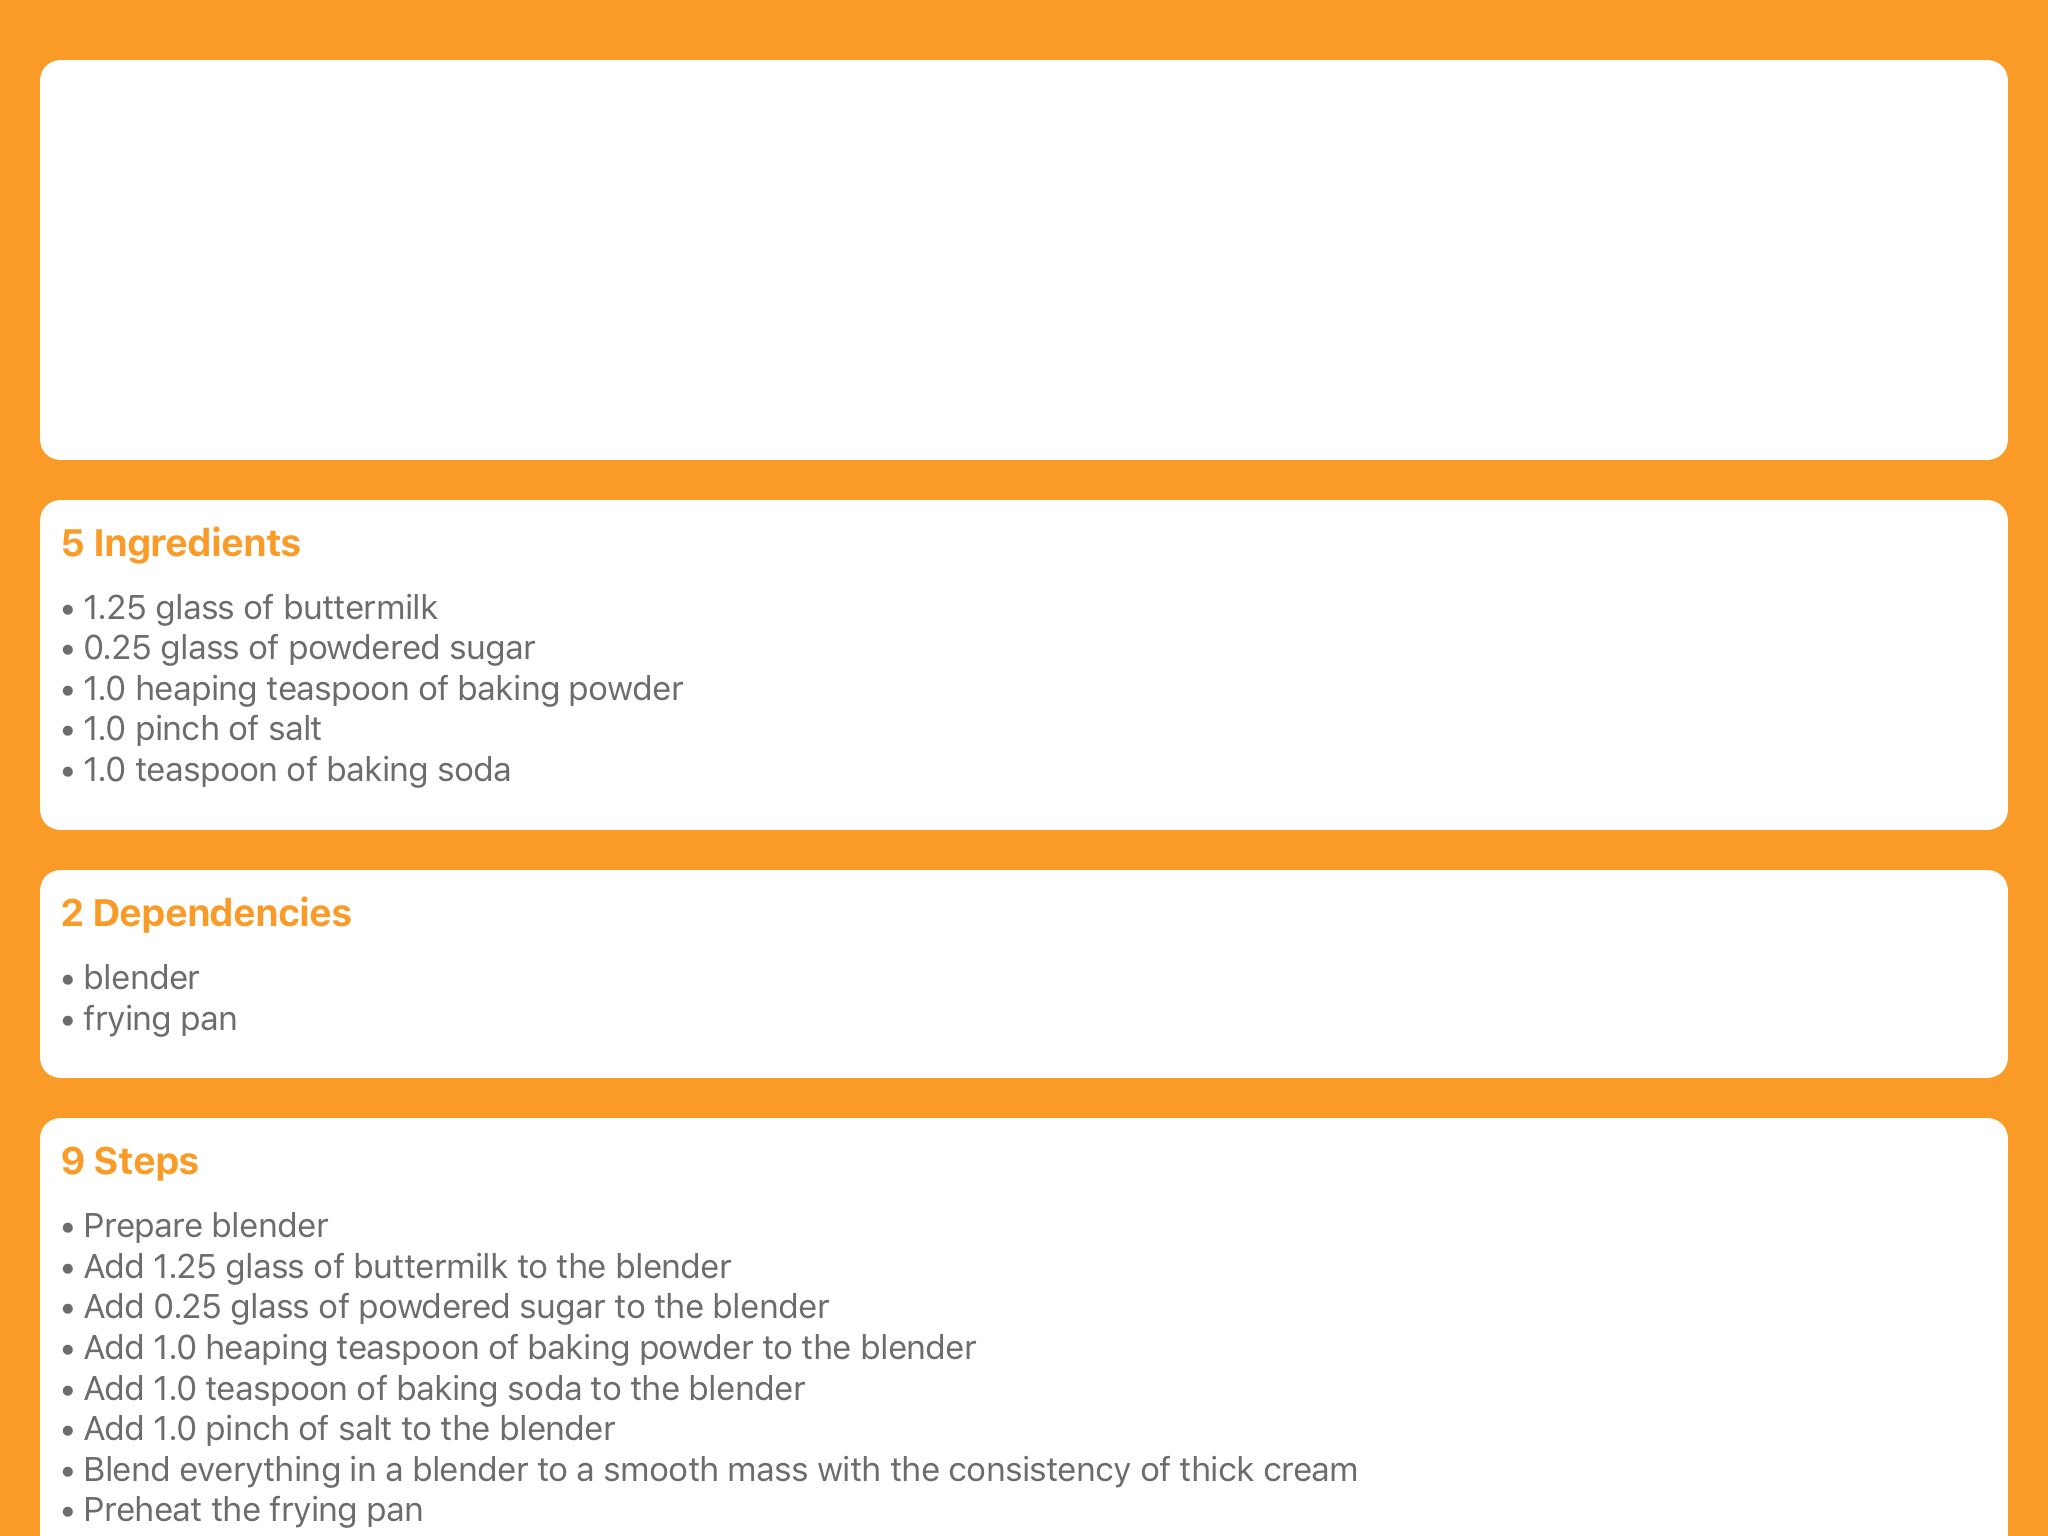 5 Ingredients
• 1.25 glass of buttermilk
• 0.25 glass of powdered sugar
• 1.0 heaping teaspoon of baking powder
• 1.0 pinch of salt
• 1.0 teaspoon of baking soda
2 Dependencies
• blender
• frying pan
9 Steps
• Prepare blender
• Add 1.25 glass of buttermilk to the blender
• Add 0.25 glass of powdered sugar to the blender
• Add 1.0 heaping teaspoon of baking powder to the blender
• Add 1.0 teaspoon of baking soda to the blender
• Add 1.0 pinch of salt to the blender
• Blend everything in a blender to a smooth mass with the consistency of thick cream
• Preheat the frying pan